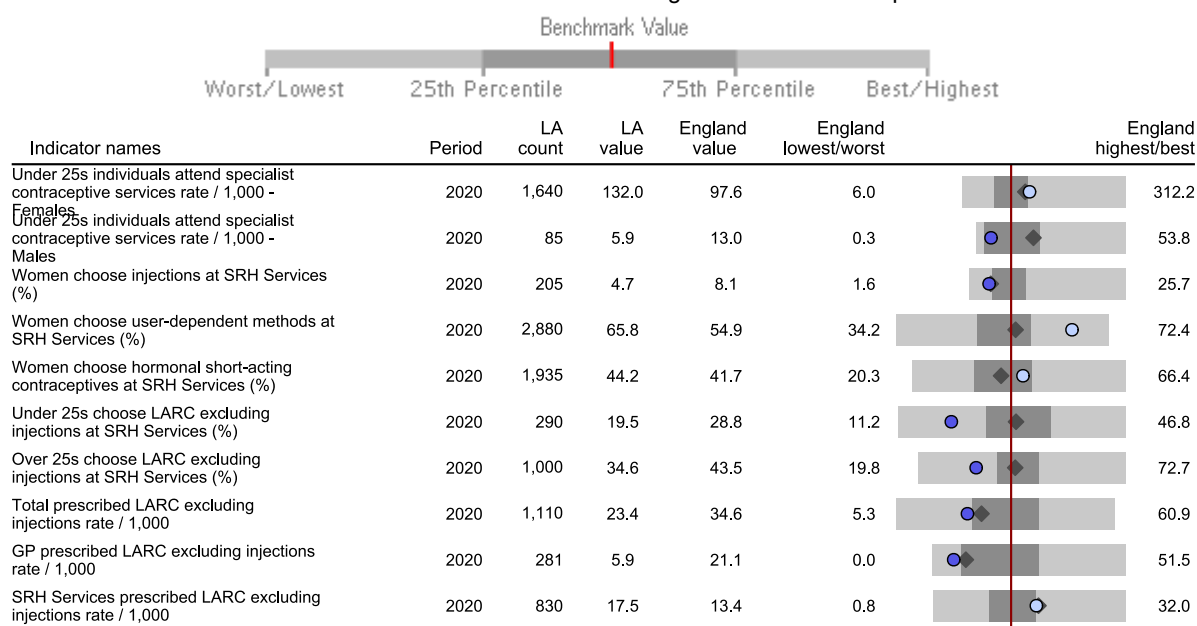 Benchmark Value
Worst/Lowest 25th Percentile 75th Percentile Best/Highest
Indicator names Period LA count LA value England value England lowest/worst England highest/best
Under 25s individuals attend specialist
contraceptive services rate / 1,000 -
Females 2020 1,640 132.0 97.6 6.0 312.2
Under 25s individuals attend specialist
contraceptive services rate / 1,000 -
Males 2020 85 5.9 13.0 0.3 53.8
Women choose injections at SRH Services
(%) 2020 205 4.7 8.1 1.6 25.7
Women choose user-dependent methods at
SRH Services (%) 2020 2,880 65.8 54.9 34.2 72.4
Women choose hormonal short-acting
contraceptives at SRH Services (%) 2020 1,935 44.2 41.7 20.3 66.4
Under 25s choose LARC excluding
injections at SRH Services (%) 2020 290 19.5 28.8 11.2 46.8
Over 25s choose LARC excluding
injections at SRH Services (%) 2020 1,000 34.6 43.5 19.8 72.7
Total prescribed LARC excluding
injections rate / 1,000 2020 1,110 23.4 34.6 5.3 60.9
GP prescribed LARC excluding injections
rate / 1,000 2020 281 5.9 21.1 0.0 51.5
SRH Services prescribed LARC excluding
injections rate / 1,000 2020 830 17.5 13.4 0.8 32.0